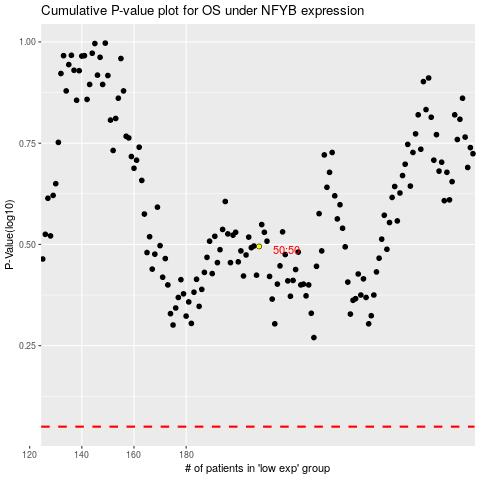 Cumulative P-value plot for OS under NFYB expression
P-Value(log10)
1.00
0.75
0.50
0.25
50:50
120 140 160 180
# of patients in 'low exp' group